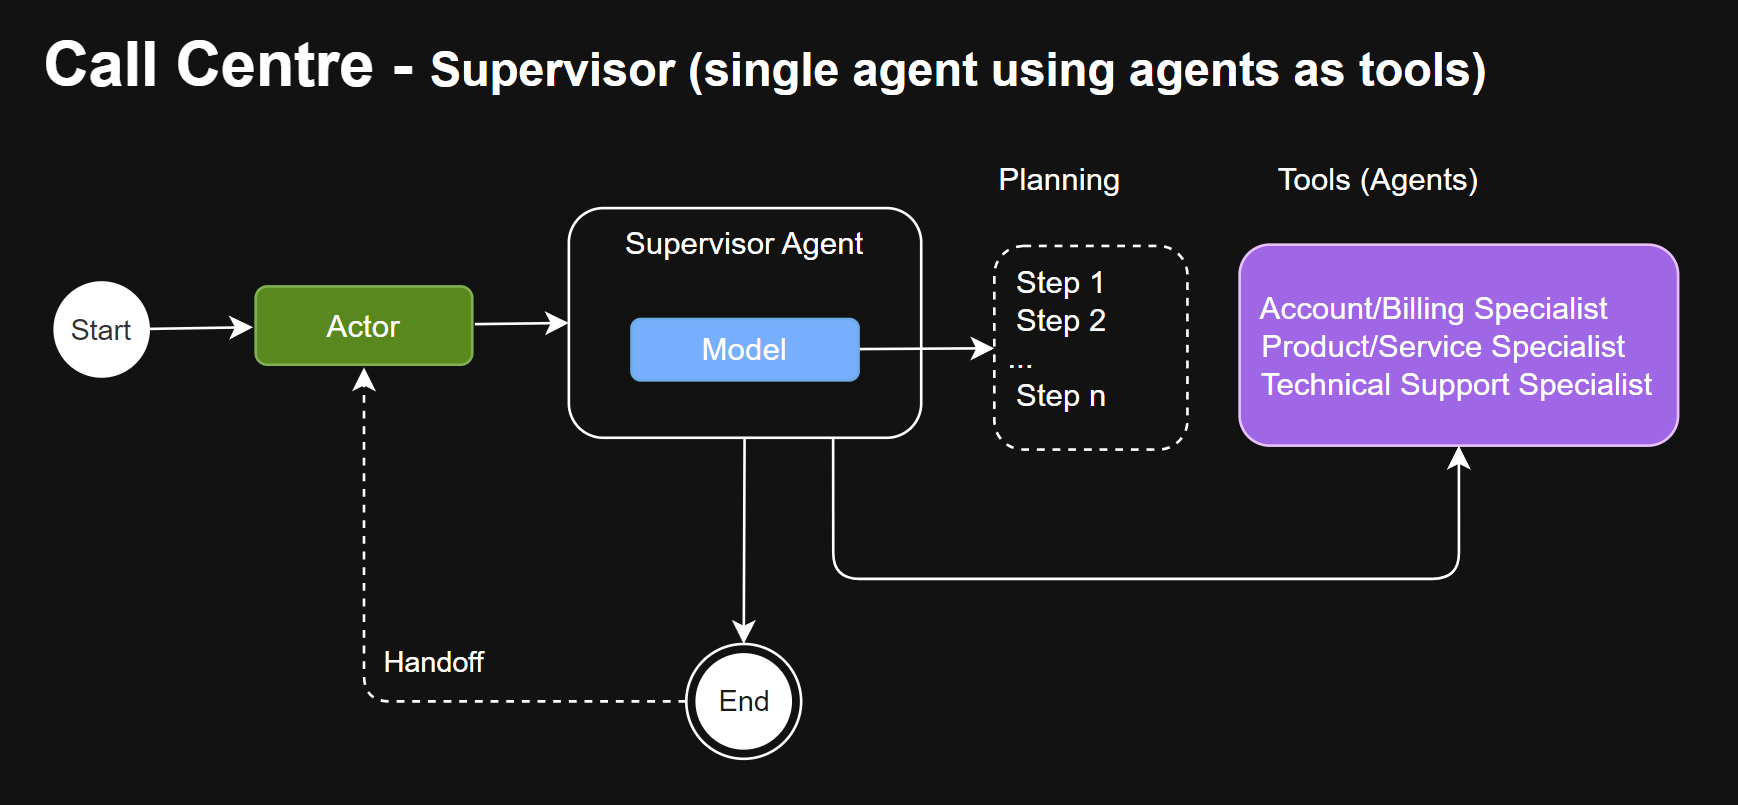 Call Centre - Supervisor (single agent using agents as tools)
Planning
Tools (Agents)
Supervisor Agent
Start
Actor
Model
Step 1
Step 2
...
Step n
Account/Billing Specialist
Product/Service Specialist
Technical Support Specialist
Handoff
End